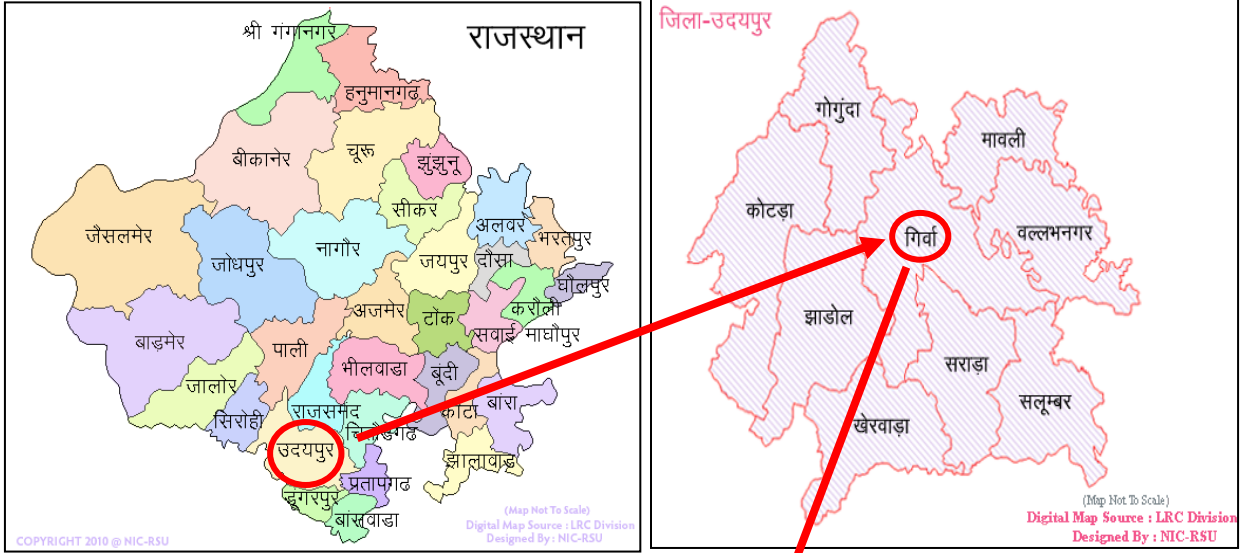 राजस्थान
श्री गंगानगर
हनुमानगढ
बीकानेर
चूरू
झुंझुनू
सीकर
अलवर
भरतपुर
जैसलमेर
जोधपुर
नागौर
जयपुर
दौसा
धौलपुर
करौली
अजमेर
टोंक
सवाई माधौपुर
बाड़मेर
पाली
भीलवाडा
बूंदी
जालोर
सिरोही
राजसमंद
चितौडगढ
कोटा
बांरा
उदयपुर
झालावाड
प्रतापगढ
डूंगरपुर
बांसवाडा
(Map Not To Scale)
Digital Map Source : LRC Division
Designed By : NIC-RSU
COPYRIGHT 2010 @ NIC-RSU
जिला-उदयपुर
गोगुंदा
मावली
कोटड़ा
गिर्वा
वल्लभनगर
झाडोल
सराड़ा
सलूम्बर
खेरवाड़ा
(Map Not To Scale)
Digital Map Source : LRC Division
Designed By : NIC-RSU